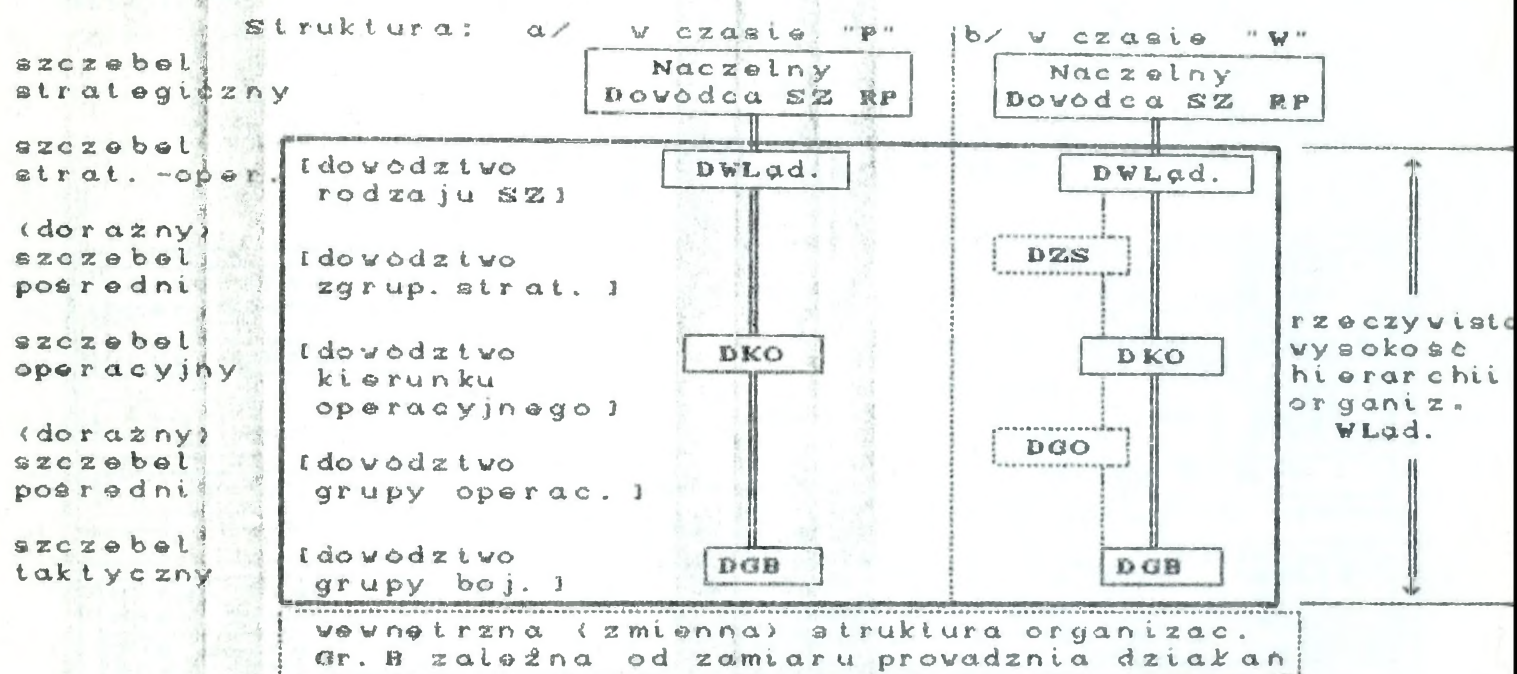 Struktura: a/ w czasie "P" b/ w czasie "W"
szczebel
strategiczny
Naczelny
Dowódca SZ RP
Naczelny
Dowódca SZ RP
szczebel
strat.-oper.
[dowództwo
rodzaju SZ]
DWLąd.
DWLąd.
(doraźny)
szczebel
pośredni
[dowództwo
zgrup. strat. ]
DZS
szczebel
operacyjny
[dowództwo
kierunku
operacyjnego ]
DKO
DKO
(doraźny)
szczebel
pośredni
[dowództwo
grupy operac. ]
DGO
szczebel
taktyczny
[dowództwo
grupy boj. ]
DGB
DGB
wysokość
hierarchii
organiz.
WLąd.
wewnętrzna (zmienna) struktura organizac.
Gr. B zależna od zamiaru prowadznia działań